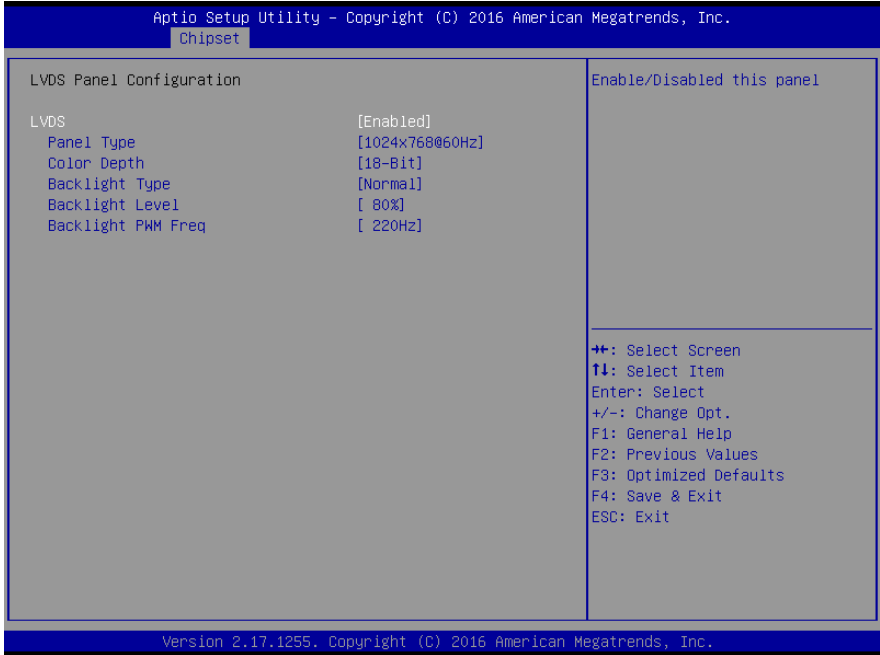 Aptio Setup Utility – Copyright (C) 2016 American Megatrends, Inc.
Chipset
LVDS Panel Configuration
LVDS [Enabled]
Panel Type [1024x768@60Hz]
Color Depth [18-Bit]
Backlight Type [Normal]
Backlight Level [ 80%]
Backlight PWM Freq [ 220Hz]
Enable/Disabled this panel
→←: Select Screen
↑↓: Select Item
Enter: Select
+/-: Change Opt.
F1: General Help
F2: Previous Values
F3: Optimized Defaults
F4: Save & Exit
ESC: Exit
Version 2.17.1255. Copyright (C) 2016 American Megatrends, Inc.